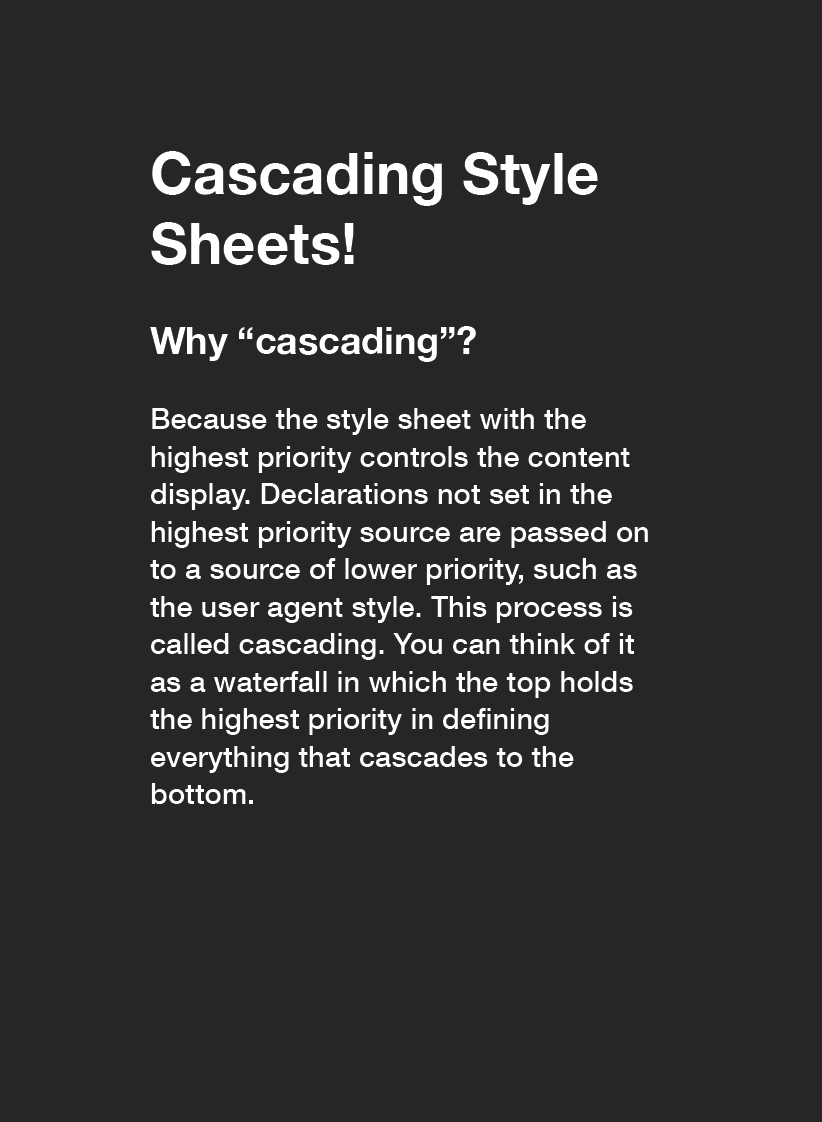 Cascading Style
Sheets!
Why “cascading”?
Because the style sheet with the
highest priority controls the content
display. Declarations not set in the
highest priority source are passed on
to a source of lower priority, such as
the user agent style. This process is
called cascading. You can think of it
as a waterfall in which the top holds
the highest priority in defining
everything that cascades to the
bottom.